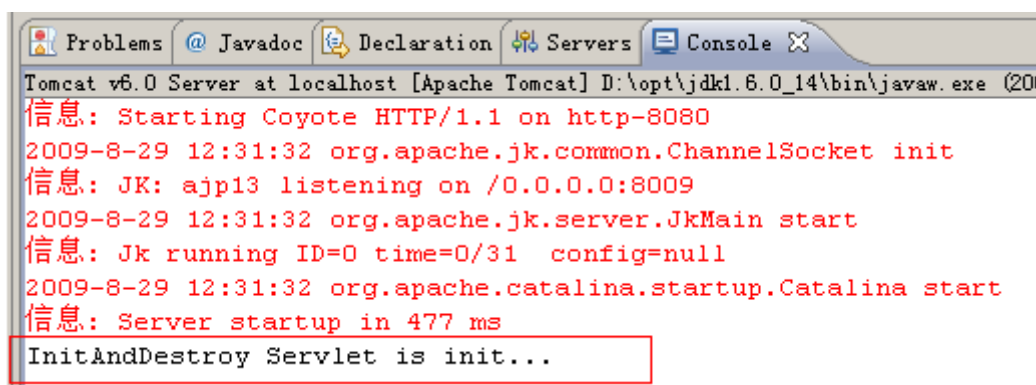 Problems @ Javadoc Declaration Servers Console
Tomcat v6.0 Server at localhost [Apache Tomcat] D:\opt\jdk1.6.0_14\bin\javaw.exe (200
信息: Starting Coyote HTTP/1.1 on http-8080
2009-8-29 12:31:32 org.apache.jk.common.ChannelSocket init
信息: JK: ajp13 listening on /0.0.0.0:8009
2009-8-29 12:31:32 org.apache.jk.server.JkMain start
信息: Jk running ID=0 time=0/31  config=null
2009-8-29 12:31:32 org.apache.catalina.startup.Catalina start
信息: Server startup in 477 ms
InitAndDestroy Servlet is init...